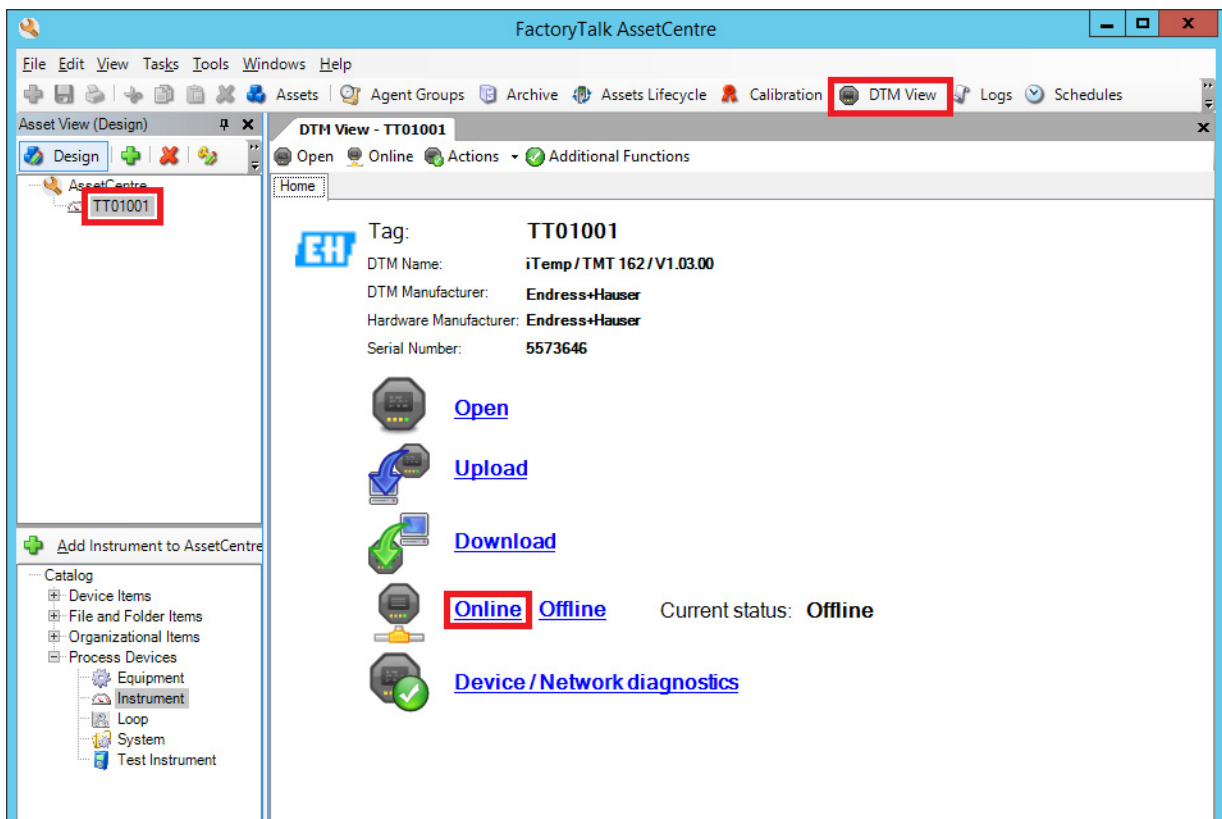 FactoryTalk AssetCentre
File Edit View Tasks Tools Windows Help
Assets Agent Groups Archive Assets Lifecycle Calibration DTM View Logs Schedules
Asset View (Design)
Design
AssetCentre
TT01001
DTM View - TT01001
Open Online Actions Additional Functions
Home
EH
Tag: TT01001
DTM Name: iTemp / TMT 162 / V1.03.00
DTM Manufacturer: Endress+Hauser
Hardware Manufacturer: Endress+Hauser
Serial Number: 5573646
Open
Upload
Download
Online Offline Current status: Offline
Device / Network diagnostics
Add Instrument to AssetCentre
Catalog
Device Items
File and Folder Items
Organizational Items
Process Devices
Equipment
Instrument
Loop
System
Test Instrument